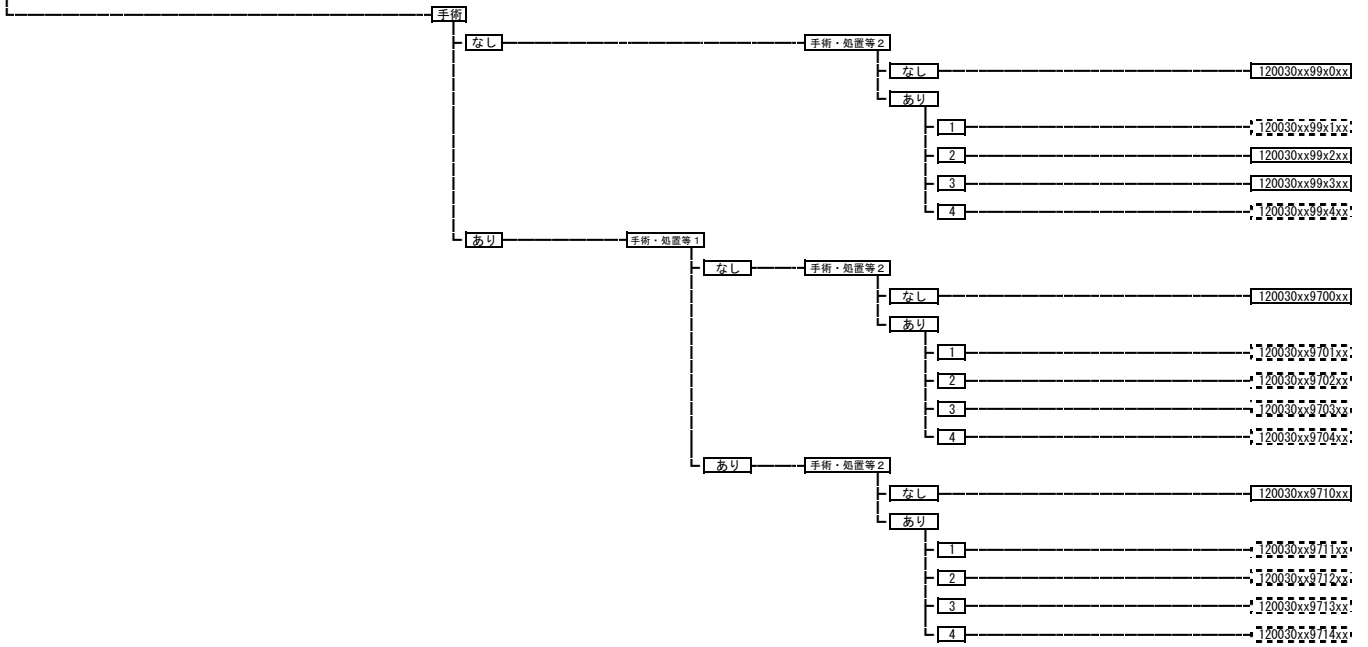 手術
なし 手術・処置等2
なし 120030xx99x0xx
あり
1 120030xx99x1xx
2 120030xx99x2xx
3 120030xx99x3xx
4 120030xx99x4xx
あり 手術・処置等1
なし 手術・処置等2
なし 120030xx9700xx
あり
1 120030xx9701xx
2 120030xx9702xx
3 120030xx9703xx
4 120030xx9704xx
あり 手術・処置等2
なし 120030xx9710xx
あり
1 120030xx9711xx
2 120030xx9712xx
3 120030xx9713xx
4 120030xx9714xx